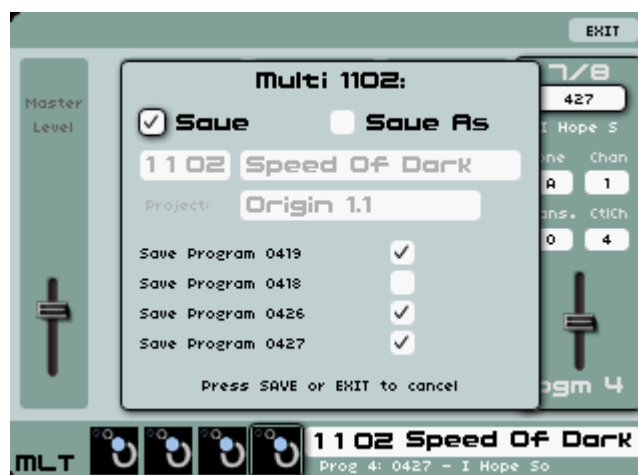 EXIT
Multi 1102:
Save
Save As
1102 Speed Of Dark
Project: Origin 1.1
Save Program 0419
Save Program 0418
Save Program 0426
Save Program 0427
Press SAVE or EXIT to cancel
Master
Level
7/8
427
I Hope S
Chan
A 1
CtlCh
0 4
MLT
1102 Speed Of Dark
Prog 4: 0427 - I Hope So